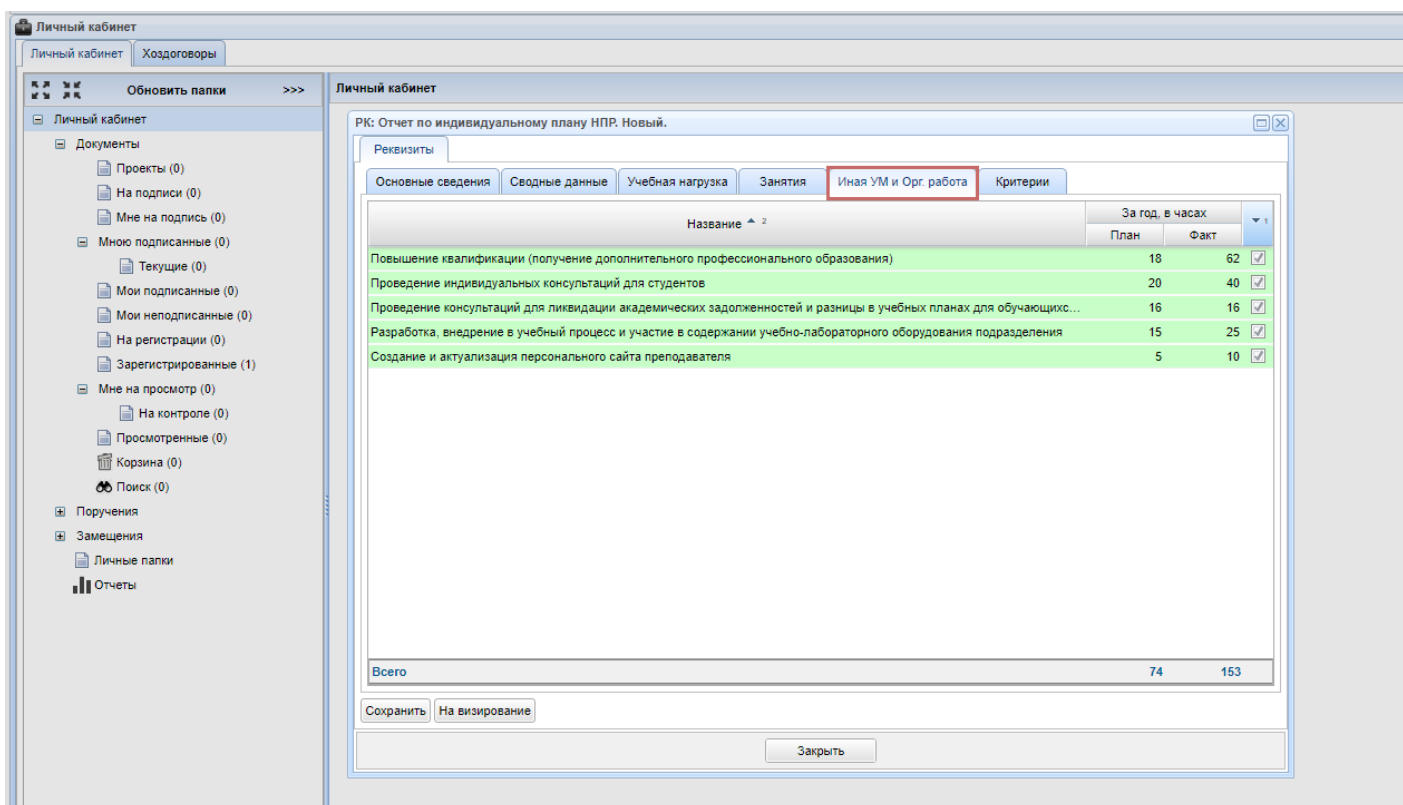 Личный кабинет
Личный кабинет Хоздоговоры
Обновить папки >>>
Личный кабинет
Документы
Проекты (0)
На подписи (0)
Мне на подпись (0)
Мною подписанные (0)
Текущие (0)
Мои подписанные (0)
Мои неподписанные (0)
На регистрации (0)
Зарегистрированные (1)
Мне на просмотр (0)
На контроле (0)
Просмотренные (0)
Корзина (0)
Поиск (0)
Поручения
Замещения
Личные папки
Отчеты
Личный кабинет
РК: Отчет по индивидуальному плану НПР. Новый.
Реквизиты
Основные сведения Сводные данные Учебная нагрузка Занятия Иная УМ и Орг. работа Критерии
Название 2 За год, в часах 1
План Факт
Повышение квалификации (получение дополнительного профессионального образования) 18 62
Проведение индивидуальных консультаций для студентов 20 40
Проведение консультаций для ликвидации академических задолженностей и разницы в учебных планах для обучающихс... 16 16
Разработка, внедрение в учебный процесс и участие в содержании учебно-лабораторного оборудования подразделения 15 25
Создание и актуализация персонального сайта преподавателя 5 10
Всего 74 153
Сохранить На визирование
Закрыть